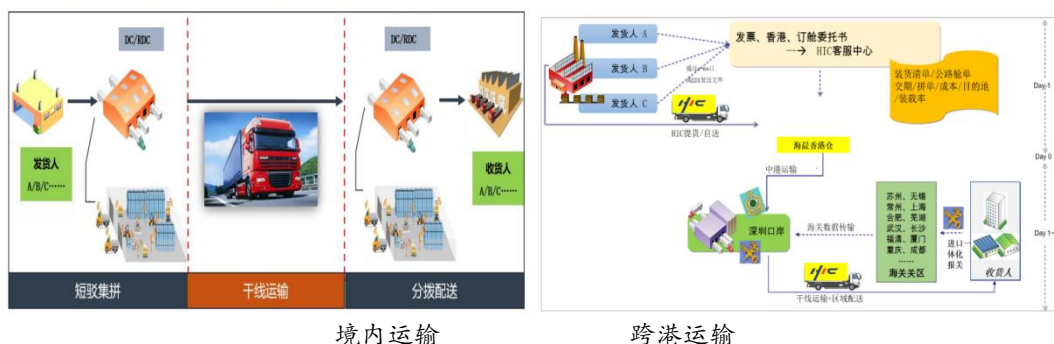 DC/RDC
DC/RDC
发货人
A/B/C……
收货人
A/B/C……
短驳集拼
干线运输
分拨配送
境内运输
发货人 A
发货人 B
发货人 C
发票、香港、订舱委托书
→ HIC客服中心
装货清单/公路验单
交期/拼单/成本/目的地
/装载率
HIC
HIC提货/自送
海晨香港仓
中港运输
深圳口岸
海关数据传输
苏州、无锡
常州、上海
合肥、芜湖
武汉、长沙
福清、厦门
重庆、成都
……
海关关区
进口一
体化
报关
收货人
HIC
干线运输+区域配送
Day-1
Day 0
Day 1~
跨港运输